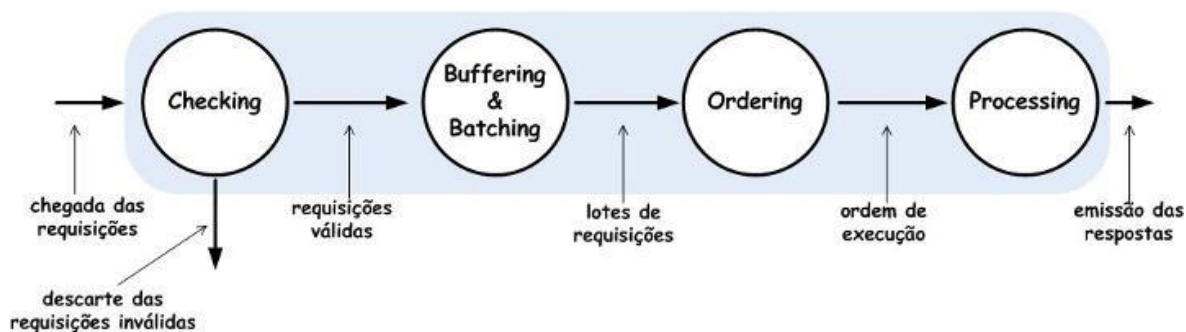 Checking
Buffering
&
Batching
Ordering
Processing
chegada das
requisições
requisições
válidas
lotes de
requisições
ordem de
execução
emissão das
respostas
descarte das
requisições inválidas